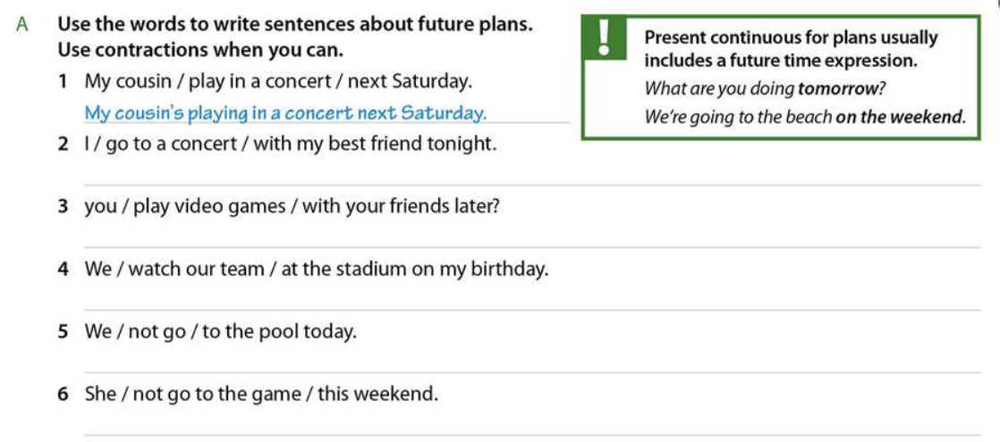 A Use the words to write sentences about future plans.
Use contractions when you can.
1 My cousin / play in a concert / next Saturday.
My cousin's playing in a concert next Saturday.
2 I / go to a concert / with my best friend tonight.
3 you / play video games / with your friends later?
4 We / watch our team / at the stadium on my birthday.
5 We / not go / to the pool today.
6 She / not go to the game / this weekend.
!
Present continuous for plans usually
includes a future time expression.
What are you doing tomorrow?
We're going to the beach on the weekend.